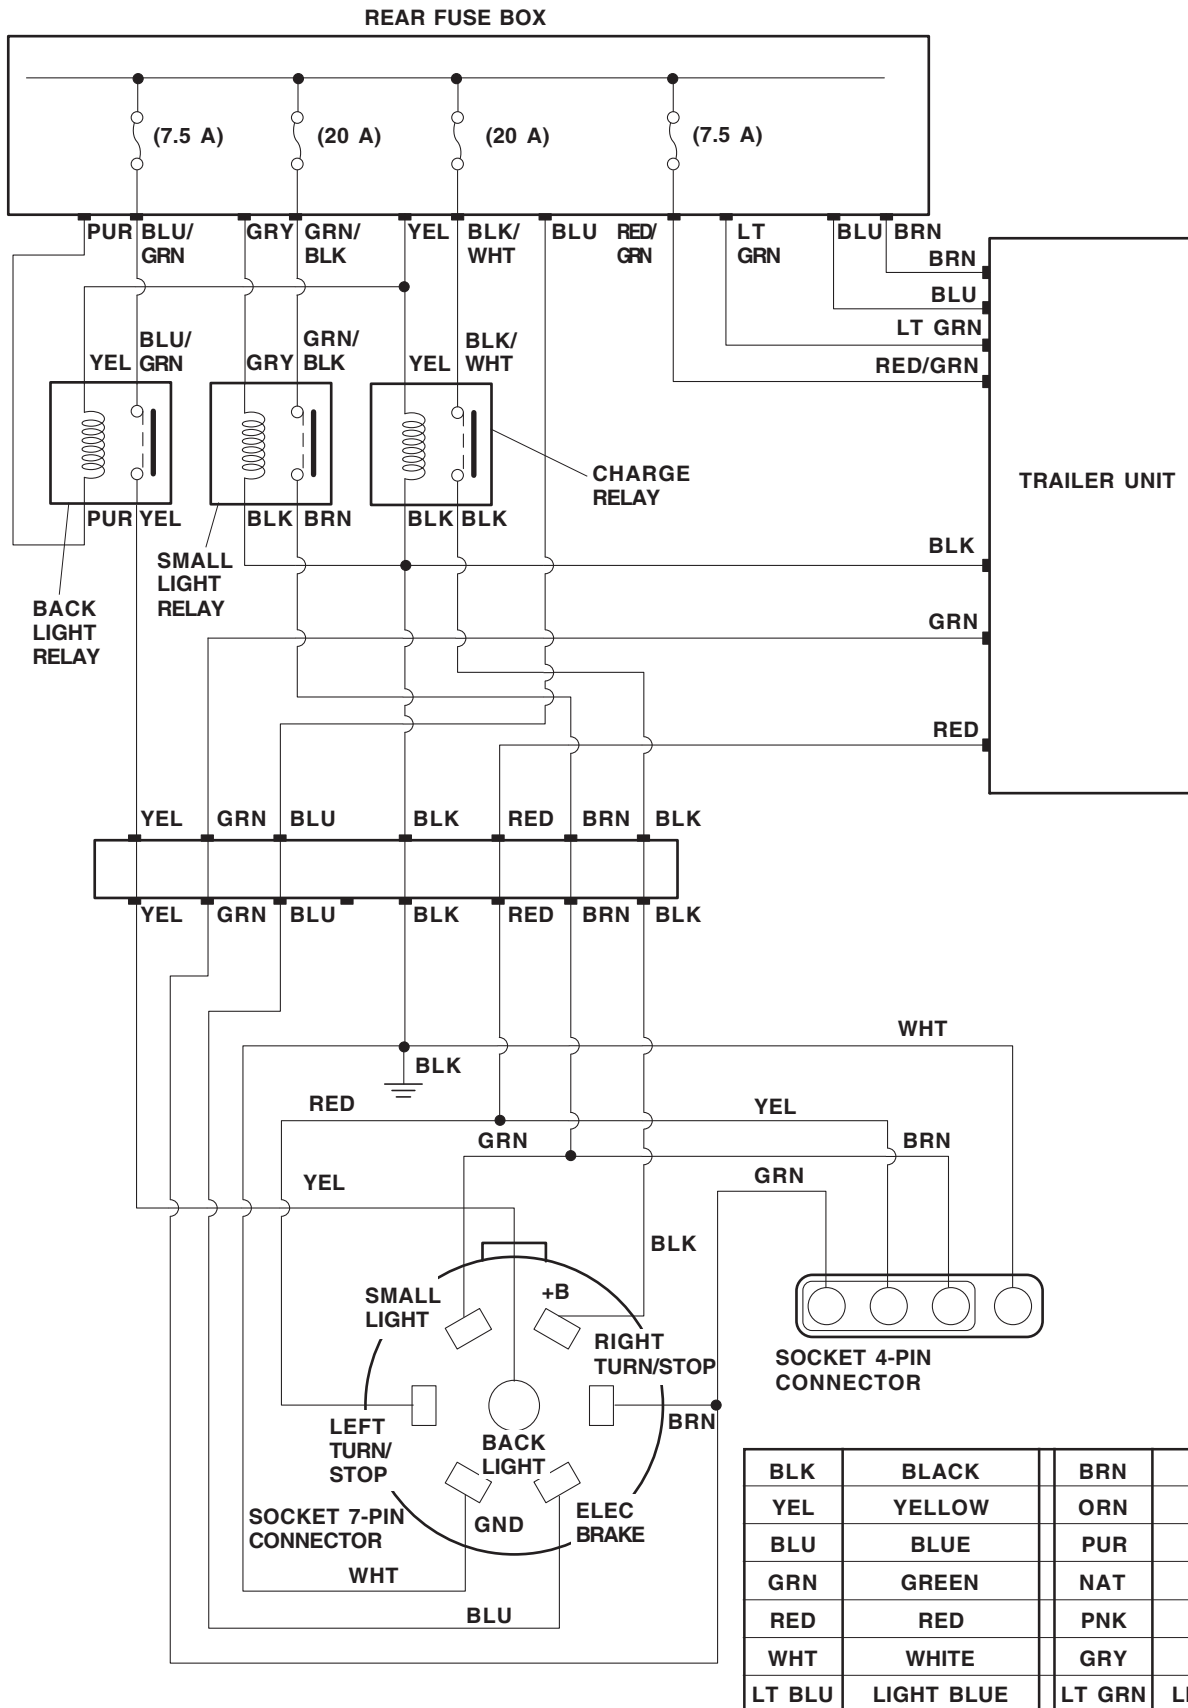 REAR FUSE BOX
(7.5 A)
(20 A)
(20 A)
(7.5 A)
PUR
BLU/
GRN
GRY
GRN/
BLK
YEL
BLK/
WHT
BLU
RED/
GRN
LT
GRN
BLU
BRN
BRN
BLU
LT GRN
RED/GRN
YEL
BLU/
GRN
GRY
GRN/
BLK
YEL
BLK/
WHT
CHARGE
RELAY
TRAILER UNIT
PUR
YEL
BLK
BRN
BLK
BLK
SMALL
LIGHT
RELAY
BACK
LIGHT
RELAY
BLK
GRN
RED
YEL
GRN
BLU
BLK
RED
BRN
BLK
YEL
GRN
BLU
BLK
RED
BRN
BLK
WHT
BLK
RED
YEL
GRN
BRN
GRN
YEL
BLK
SMALL
LIGHT
+B
RIGHT
TURN/STOP
SOCKET 4-PIN
CONNECTOR
LEFT
TURN/
STOP
BACK
LIGHT
BRN
SOCKET 7-PIN
CONNECTOR
GND
ELEC
BRAKE
WHT
BLU
BLK BLACK BRN
YEL YELLOW ORN
BLU BLUE PUR
GRN GREEN NAT
RED RED PNK
WHT WHITE GRY
LT BLU LIGHT BLUE LT GRN